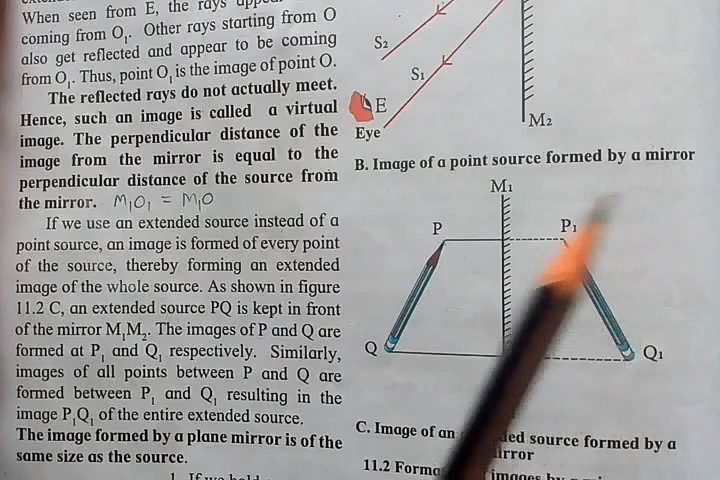 When seen from E, the rays
coming from O₁. Other rays starting from O
also get reflected and appear to be coming
from O₁. Thus, point O₁ is the image of point O.
The reflected rays do not actually meet.
Hence, such an image is called a virtual
image. The perpendicular distance of the
image from the mirror is equal to the
perpendicular distance of the source from
the mirror. M₁O₁ = M₁O
If we use an extended source instead of a
point source, an image is formed of every point
of the source, thereby forming an extended
image of the whole source. As shown in figure
11.2 C, an extended source PQ is kept in front
of the mirror M₁M₂. The images of P and Q are
formed at P₁ and Q₁ respectively. Similarly,
images of all points between P and Q are
formed between P₁ and Q₁ resulting in the
image P₁Q₁ of the entire extended source.
The image formed by a plane mirror is of the
same size as the source.
1. If we hold
S₂
S₁
E
Eye
M₂
B. Image of a point source formed by a mirror
M₁
P
P₁
Q
Q₁
C. Image of an source formed by a
11.2 images